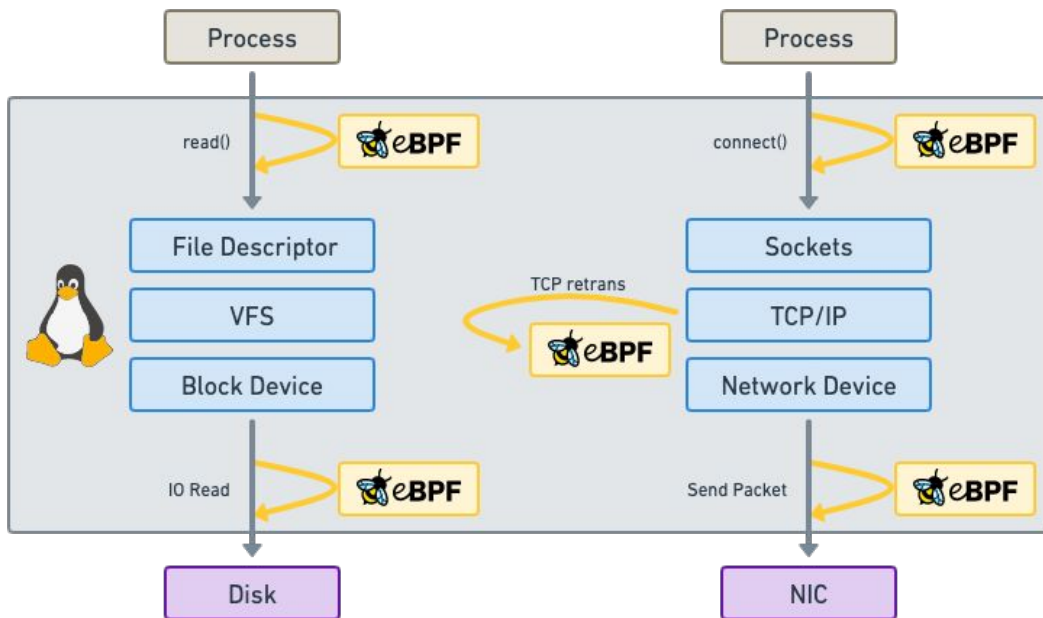 Process
Process
read()
eBPF
connect()
eBPF
File Descriptor
Sockets
TCP retrans
VFS
TCP/IP
eBPF
Block Device
Network Device
IO Read
eBPF
Send Packet
eBPF
Disk
NIC